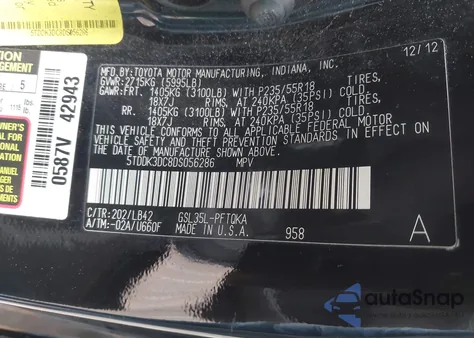 5TDDK3DC8DS056286
12/12
MFD. BY:
TOYOTA MOTOR MANUFACTURING, INDIANA, INC.
GVWR: 2715KG (5995LB)
GAWR:FRT. 1405KG (3100LB) WITH P235/55R18 TIRES,
18X7J RIMS, AT 240KPA (35PSI) COLD.
RR. 1405KG (3100LB) WITH P235/55R18 TIRES,
18X7J RIMS, AT 240KPA (35PSI) COLD.
THIS VEHICLE CONFORMS TO ALL APPLICABLE FEDERAL MOTOR
VEHICLE SAFETY AND THEFT PREVENTION STANDARDS IN EFFECT
ON THE DATE OF MANUFACTURE SHOWN ABOVE.
5TDDK3DC8DS056286 MPV
C/TR:202/LB42 GSL35L-PFTQKA
A/TM:-02A/U660F MADE IN U.S.A. 958
A
0587V 42943
5
autoSnap